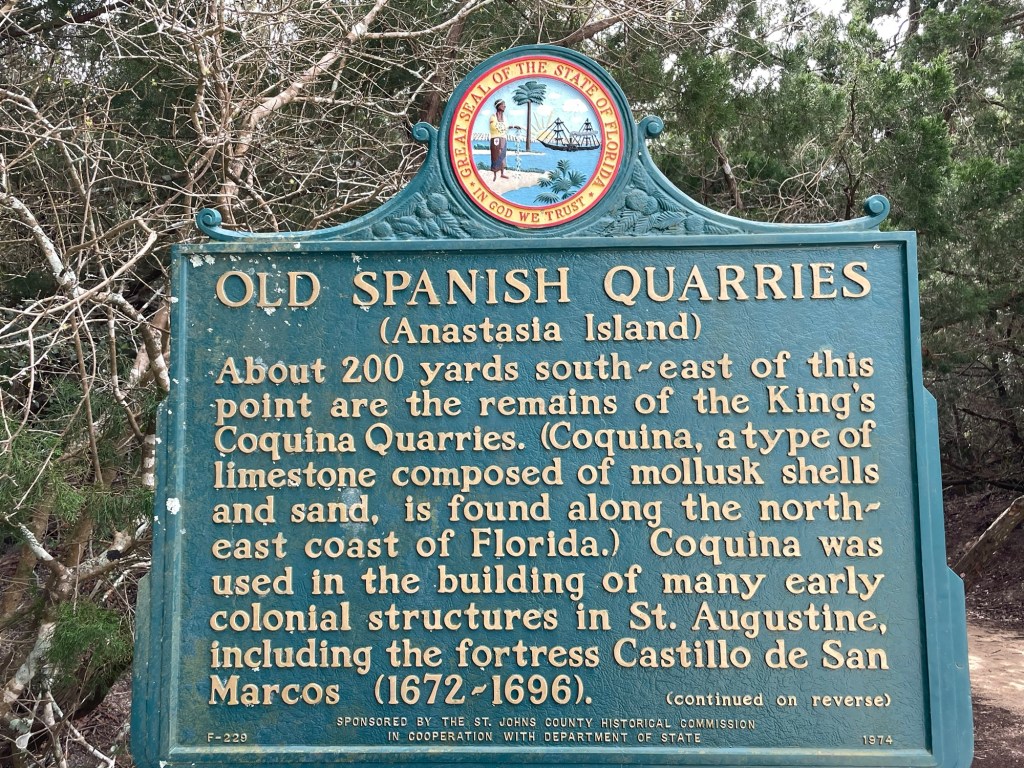 GREAT SEAL OF THE STATE OF FLORIDA
IN GOD WE TRUST
OLD SPANISH QUARRIES
(Anastasia Island)
About 200 yards south-east of this
point are the remains of the King's
Coquina Quarries. (Coquina, a type of
limestone composed of mollusk shells
and sand, is found along the north-
east coast of Florida.) Coquina was
used in the building of many early
colonial structures in St. Augustine,
including the fortress Castillo de San
Marcos (1672-1696). (continued on reverse)
SPONSORED BY THE ST. JOHNS COUNTY HISTORICAL COMMISSION
IN COOPERATION WITH DEPARTMENT OF STATE
F-229 1974